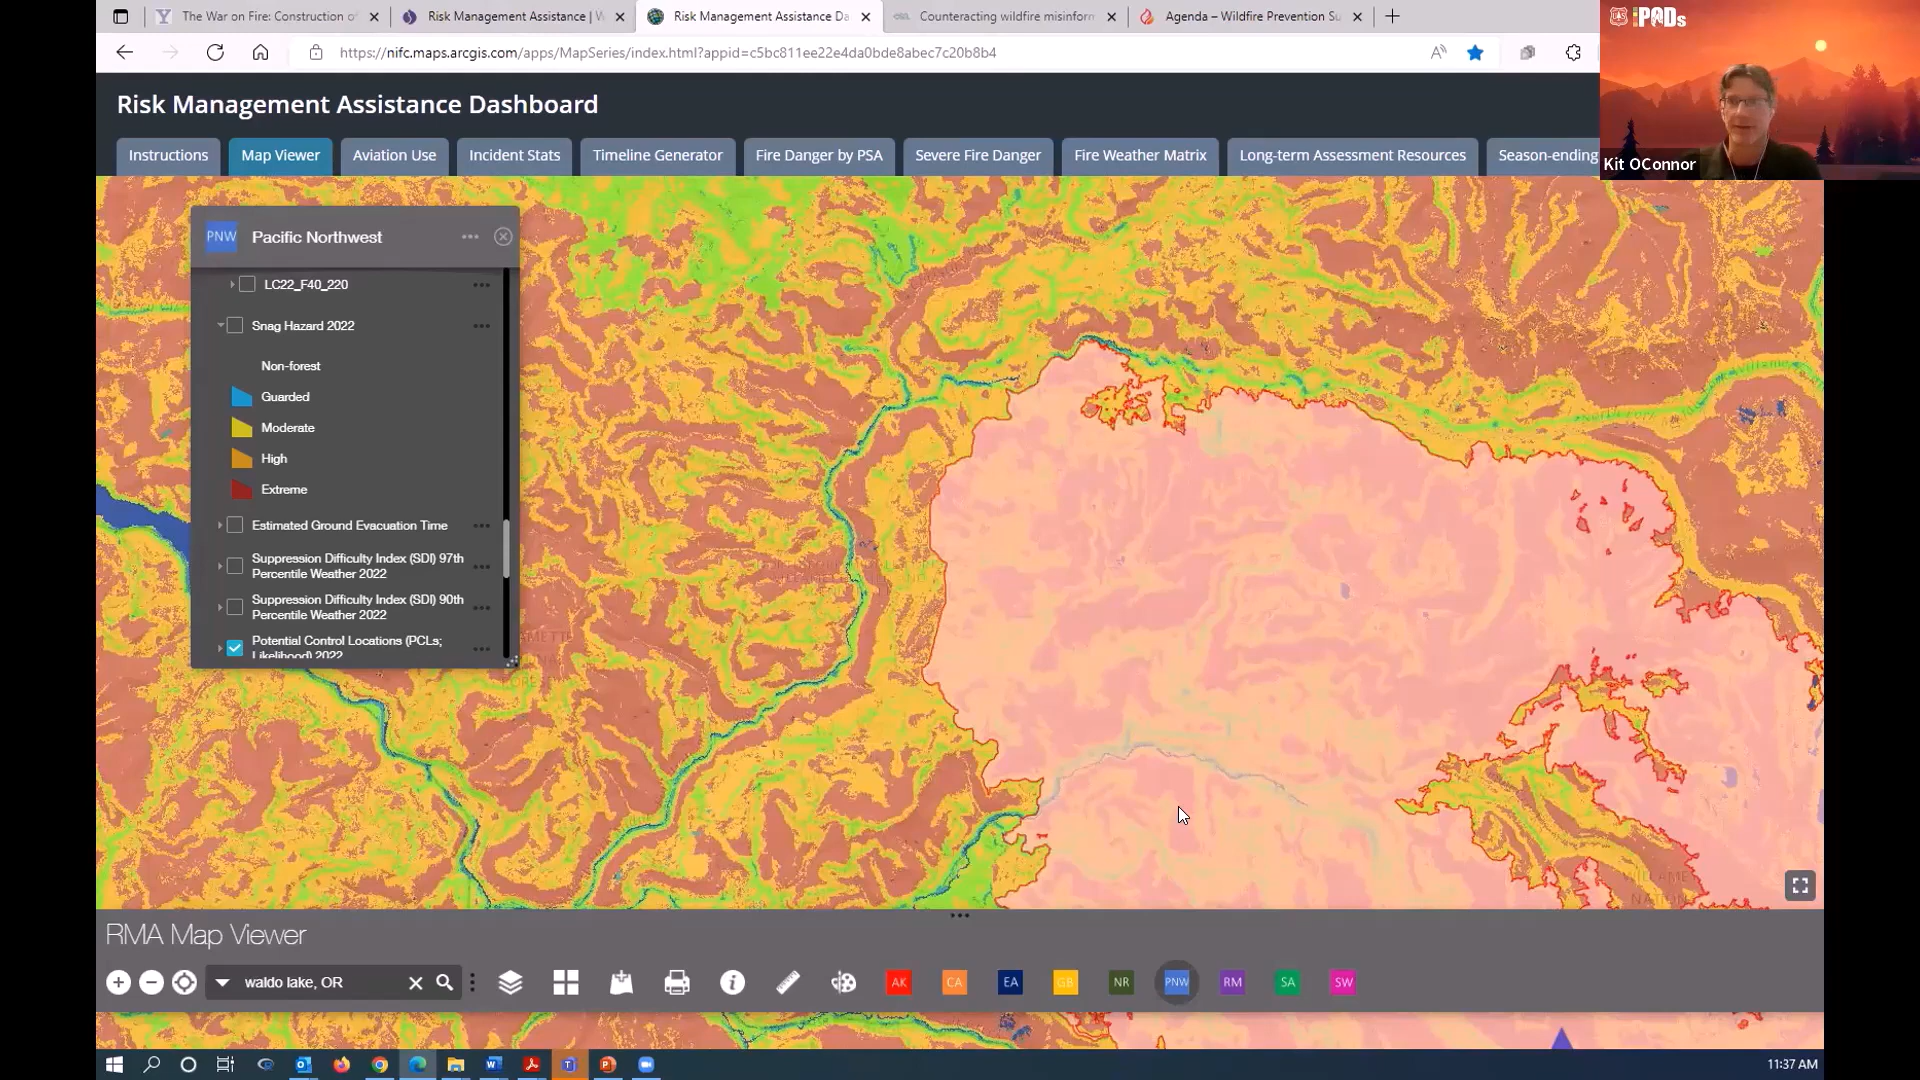 The War on Fire: Construction of
Risk Management Assistance | W
Risk Management Assistance Da
Counteracting wildfire misinform
Agenda – Wildfire Prevention Su
https://nifc.maps.arcgis.com/apps/MapSeries/index.html?appid=c5bc811ee22e4da0bde8abec7c20b8b4
PODs
Kit OConnor
Risk Management Assistance Dashboard
Instructions
Map Viewer
Aviation Use
Incident Stats
Timeline Generator
Fire Danger by PSA
Severe Fire Danger
Fire Weather Matrix
Long-term Assessment Resources
Season-ending
PNW
Pacific Northwest
LC22_F40_220
Snag Hazard 2022
Non-forest
Guarded
Moderate
High
Extreme
Estimated Ground Evacuation Time
Suppression Difficulty Index (SDI) 97th
Percentile Weather 2022
Suppression Difficulty Index (SDI) 90th
Percentile Weather 2022
Potential Control Locations (PCLs;
Likelihood) 2022
RMA Map Viewer
waldo lake, OR
AK
CA
EA
GB
NR
PNW
RM
SA
SW
11:37 AM